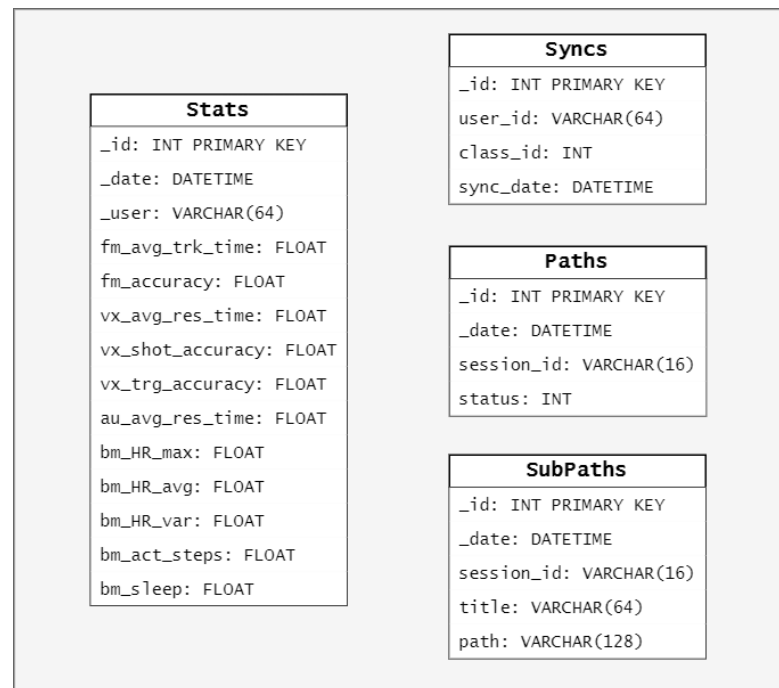 Stats
_id: INT PRIMARY KEY
_date: DATETIME
_user: VARCHAR(64)
fm_avg_trk_time: FLOAT
fm_accuracy: FLOAT
vx_avg_res_time: FLOAT
vx_shot_accuracy: FLOAT
vx_trg_accuracy: FLOAT
au_avg_res_time: FLOAT
bm_HR_max: FLOAT
bm_HR_avg: FLOAT
bm_HR_var: FLOAT
bm_act_steps: FLOAT
bm_sleep: FLOAT
Syncs
_id: INT PRIMARY KEY
user_id: VARCHAR(64)
class_id: INT
sync_date: DATETIME
Paths
_id: INT PRIMARY KEY
_date: DATETIME
session_id: VARCHAR(16)
status: INT
SubPaths
_id: INT PRIMARY KEY
_date: DATETIME
session_id: VARCHAR(16)
title: VARCHAR(64)
path: VARCHAR(128)